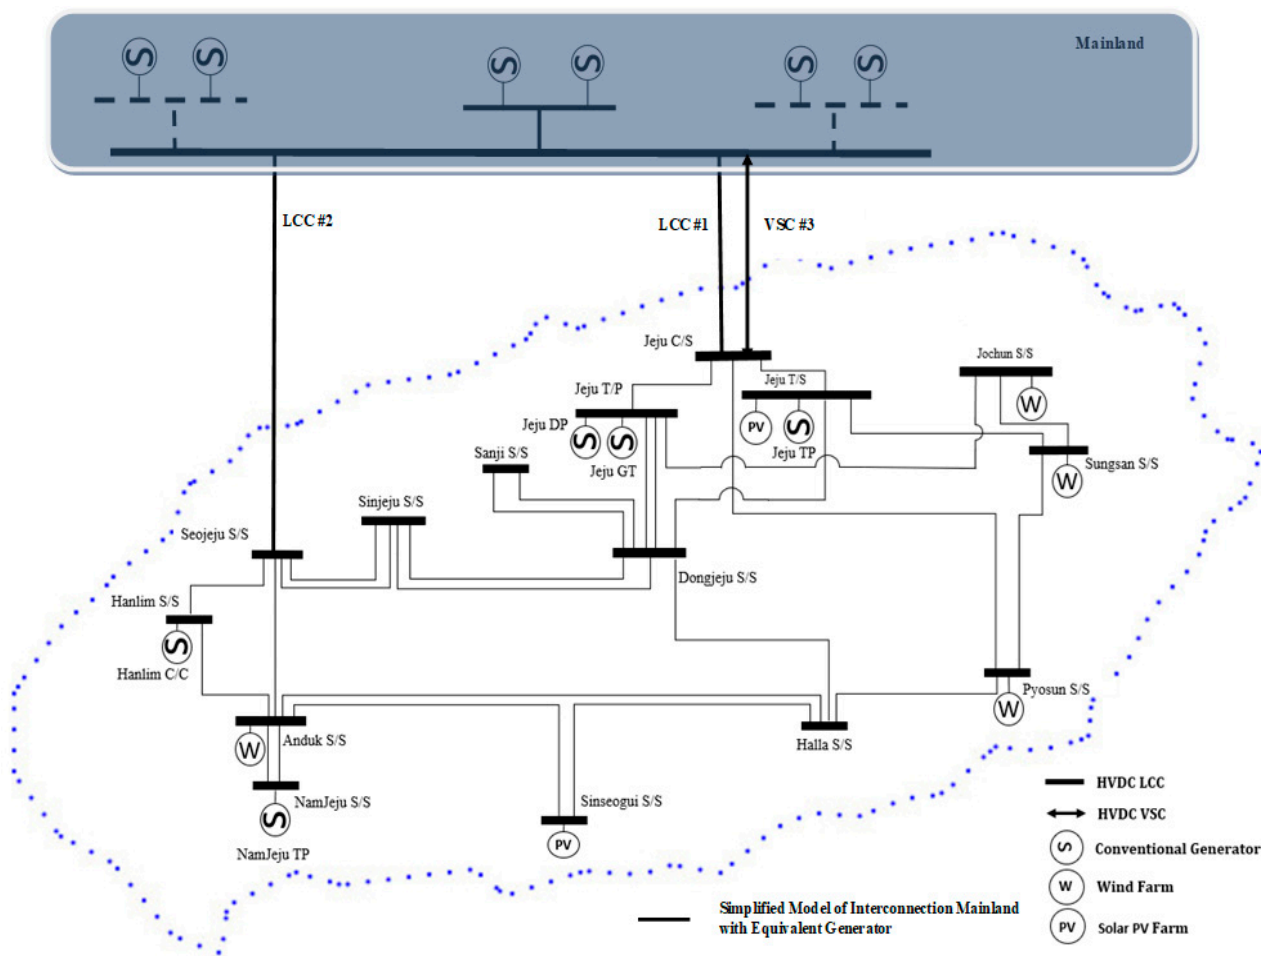 Mainland
S
S
S
S
S
S
LCC #2
LCC #1
VSC #3
Jeju C/S
Jochun S/S
Jeju T/S
Jeju T/P
W
Jeju DP
PV
S
S
S
Jeju TP
Jeju GT
Sanji S/S
Sungsan S/S
W
Sinjeju S/S
Seojeju S/S
Dongjeju S/S
Hanlim S/S
S
Hanlim C/C
Pyosun S/S
W
Anduk S/S
W
Halla S/S
NamJeju S/S
S
Sinseogui S/S
PV
NamJeju TP
HVDC LCC
HVDC VSC
S Conventional Generator
W Wind Farm
PV Solar PV Farm
Simplified Model of Interconnection Mainland
with Equivalent Generator